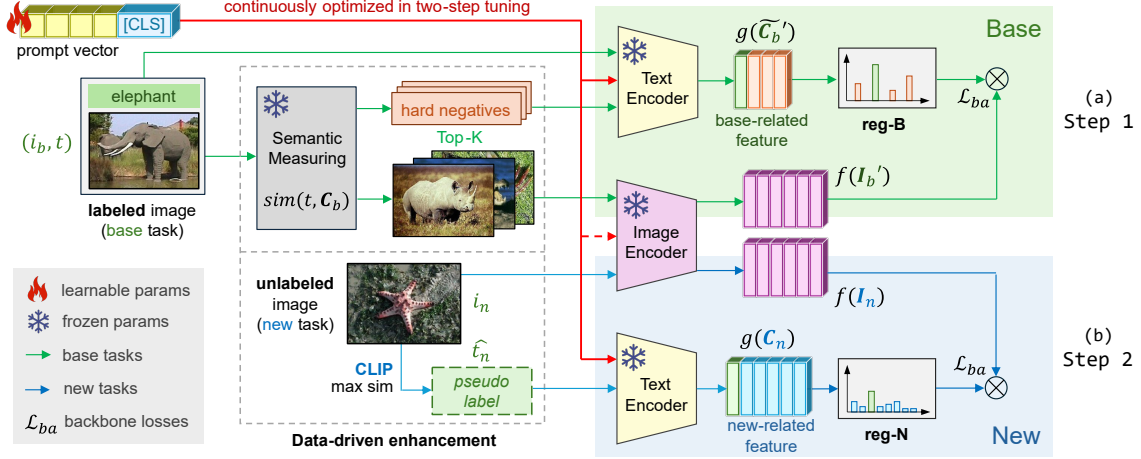 continuously optimized in two-step tuning
[CLS]
prompt vector
elephant
(i_b, t)
labeled image
(base task)
Semantic
Measuring
sim(t, C_b)
hard negatives
Top-K
Text
Encoder
g(C̃_b′)
base-related
feature
reg-B
ℒ_ba
Base
(a)
Step 1
Image
Encoder
f(I_b′)
f(I_n)
learnable params
frozen params
base tasks
new tasks
ℒ_ba backbone losses
unlabeled
image
(new task)
i_n
t̂_n
CLIP
max sim
pseudo
label
Data-driven enhancement
Text
Encoder
g(C_n)
new-related
feature
reg-N
ℒ_ba
New
(b)
Step 2